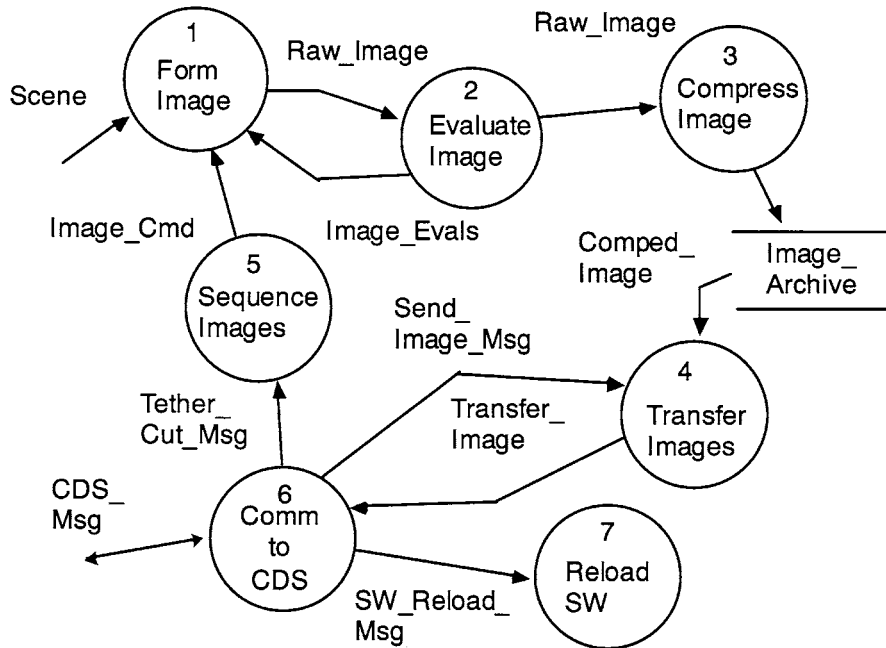 1
Form
Image
Scene
Raw_Image
2
Evaluate
Image
Raw_Image
3
Compress
Image
Image_Cmd
Image_Evals
5
Sequence
Images
Comped_
Image
Image_
Archive
Send_
Image_Msg
4
Transfer
Images
Tether_
Cut_Msg
Transfer_
Image
CDS_
Msg
6
Comm
to
CDS
SW_Reload_
Msg
7
Reload
SW